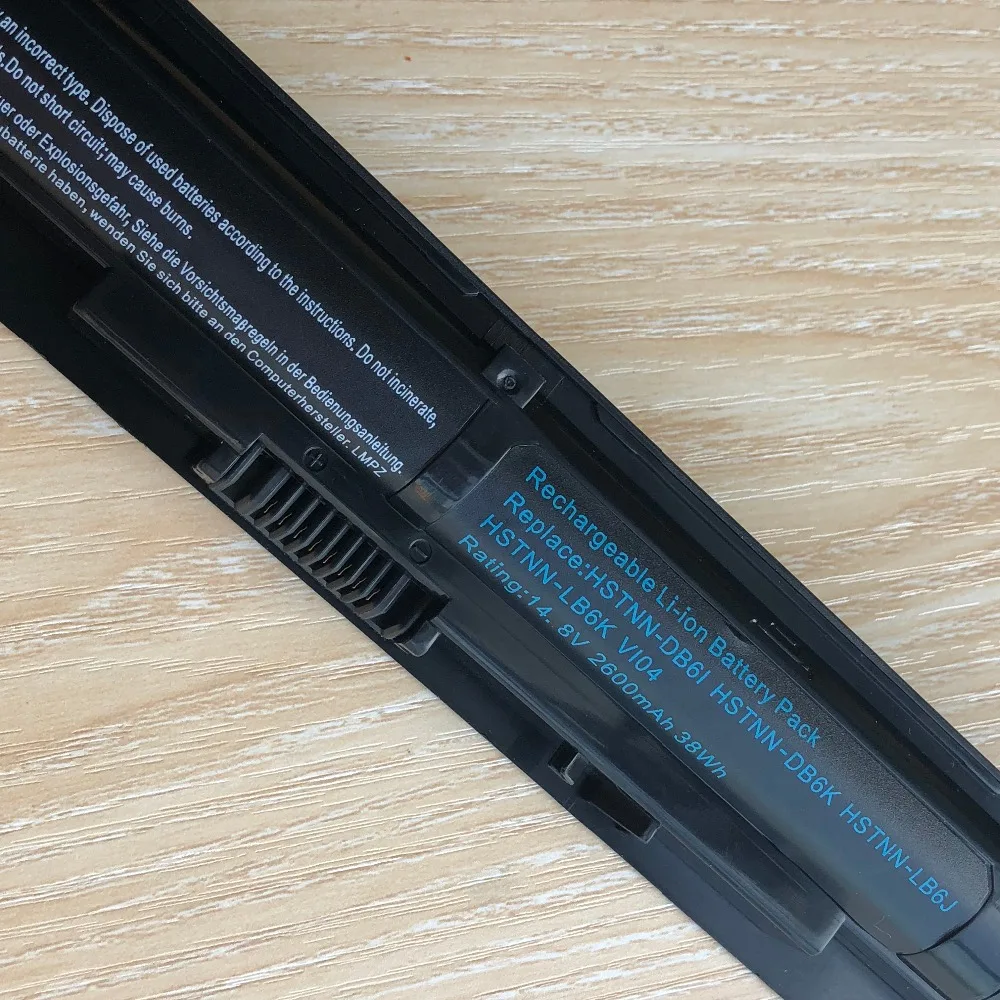 an incorrect type. Dispose of used batteries according to the instructions. Do not incinerate,
Do not short circuit; may cause burns.
oder Explosionsgefahr, Siehe die Vorsichtsmaβregeln in der Bedienungsanleitung.
haben, wenden Sie sich bitte an den Computerhersteller. LMPZ
+
-
Rechargeable Li-ion Battery Pack
Replace:HSTNN-DB6I HSTNN-DB6K HSTNN-LB6J
HSTNN-LB6K VI04
Rating:14. 8V 2600mAh 38Wh